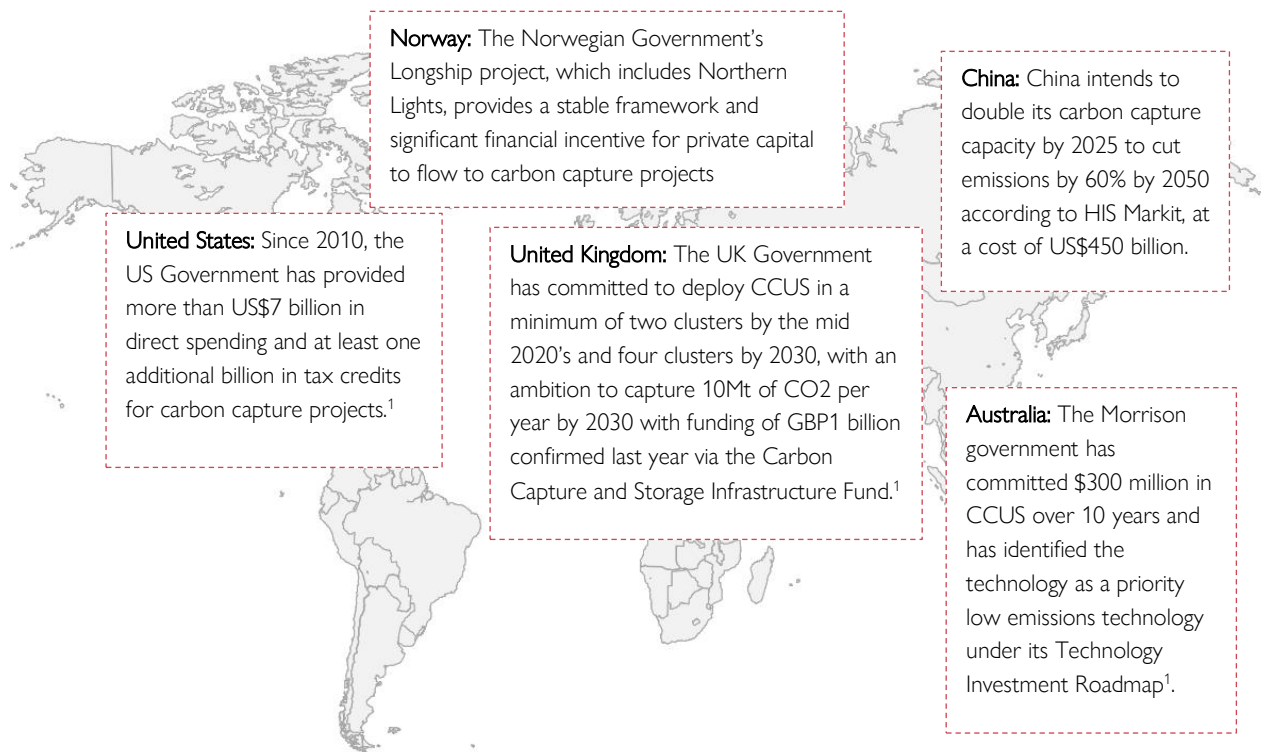 Norway: The Norwegian Government's
Longship project, which includes Northern
Lights, provides a stable framework and
significant financial incentive for private capital
to flow to carbon capture projects
China: China intends to
double its carbon capture
capacity by 2025 to cut
emissions by 60% by 2050
according to HIS Markit, at
a cost of US$450 billion.
United States: Since 2010, the
US Government has provided
more than US$7 billion in
direct spending and at least one
additional billion in tax credits
for carbon capture projects.¹
United Kingdom: The UK Government
has committed to deploy CCUS in a
minimum of two clusters by the mid
2020's and four clusters by 2030, with an
ambition to capture 10Mt of CO2 per
year by 2030 with funding of GBP1 billion
confirmed last year via the Carbon
Capture and Storage Infrastructure Fund.¹
Australia: The Morrison
government has
committed $300 million in
CCUS over 10 years and
has identified the
technology as a priority
low emissions technology
under its Technology
Investment Roadmap¹.